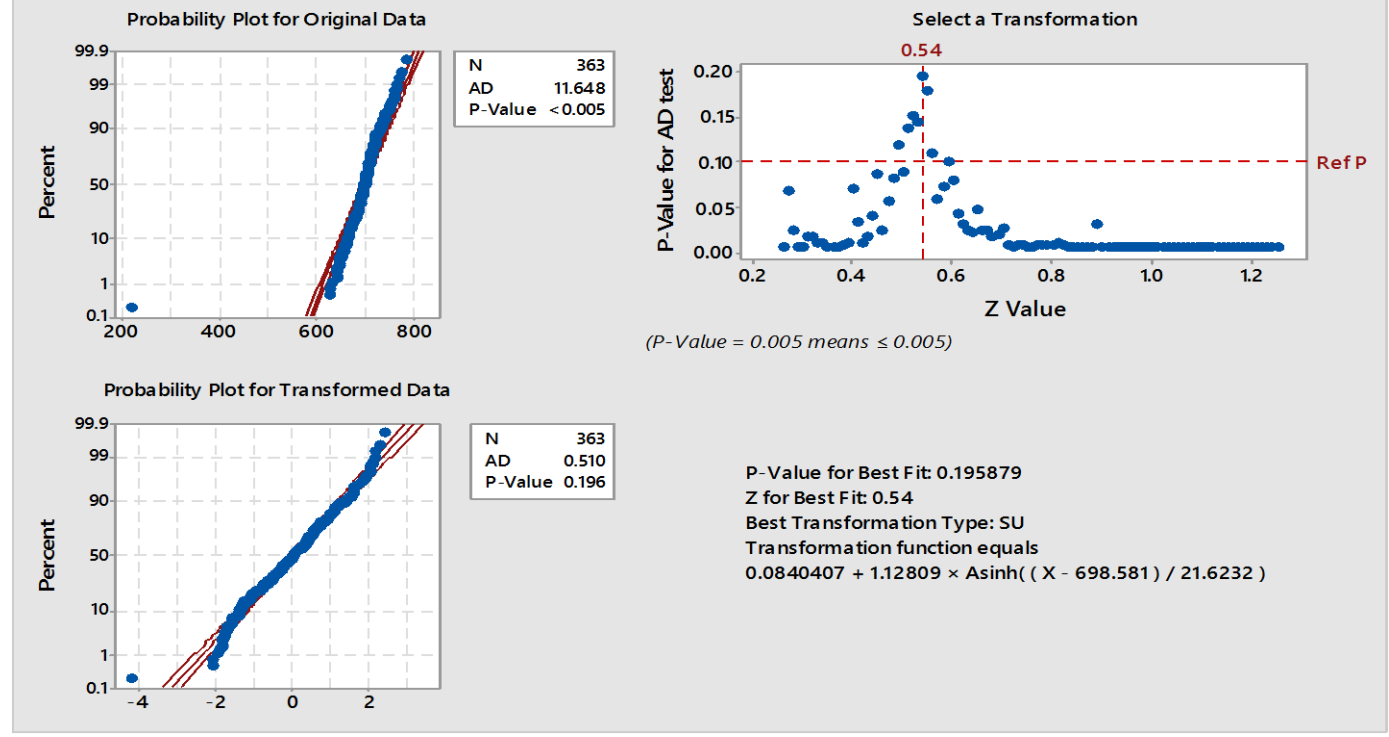 Probability Plot for Original Data
99.9
99
90
50
10
1
0.1
Percent
200
400
600
800
N 363
AD 11.648
P-Value <0.005
Select a Transformation
0.54
0.20
0.15
0.10
0.05
0.00
P-Value for AD test
Ref P
0.2
0.4
0.6
0.8
1.0
1.2
Z Value
(P-Value = 0.005 means ≤ 0.005)
Probability Plot for Transformed Data
99.9
99
90
50
10
1
0.1
Percent
-4
-2
0
2
N 363
AD 0.510
P-Value 0.196
P-Value for Best Fit: 0.195879
Z for Best Fit: 0.54
Best Transformation Type: SU
Transformation function equals
0.0840407 + 1.12809 × Asinh( ( X - 698.581 ) / 21.6232 )